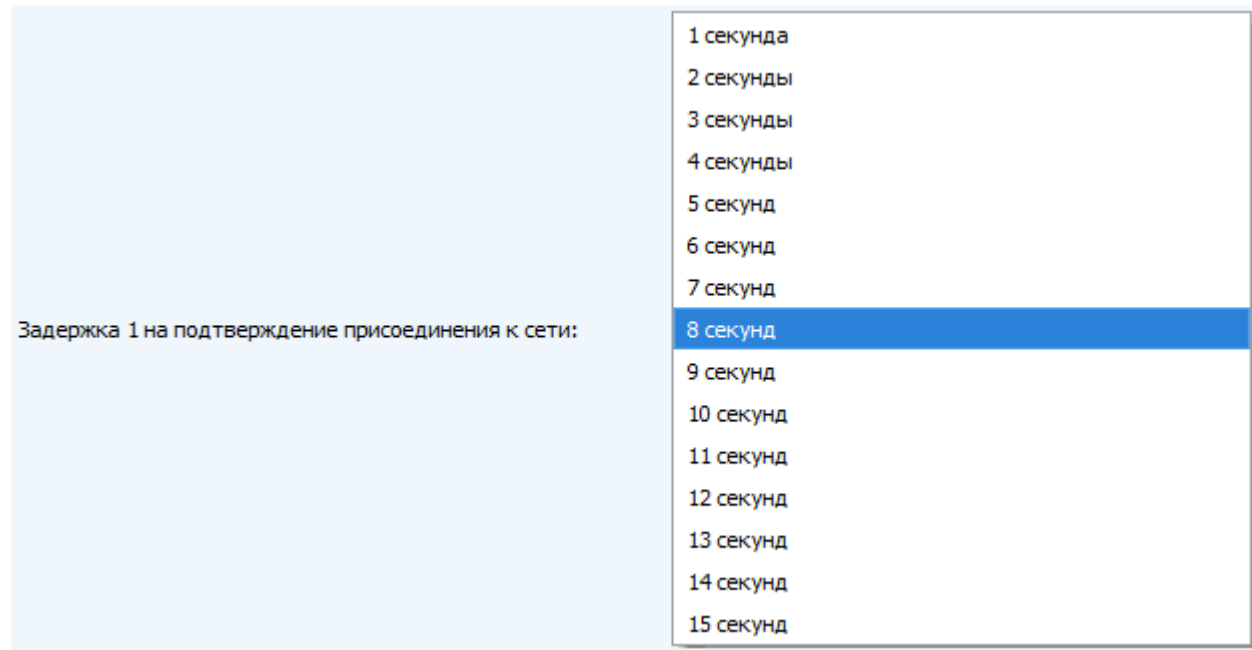 1 секунда
2 секунды
3 секунды
4 секунды
5 секунд
6 секунд
7 секунд
Задержка 1 на подтверждение присоединения к сети:
8 секунд
9 секунд
10 секунд
11 секунд
12 секунд
13 секунд
14 секунд
15 секунд